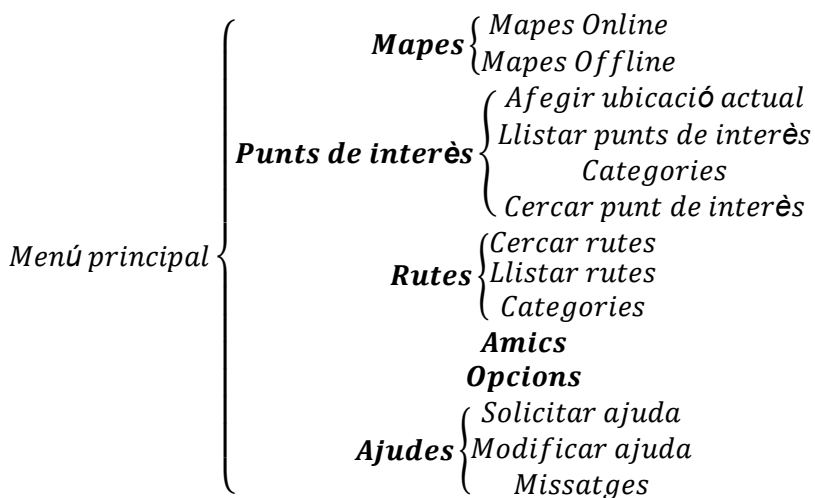 Menú principal
Mapes
Mapes Online
Mapes Offline
Punts de interès
Afegir ubicació actual
Llistar punts de interès
Categories
Cercar punt de interès
Rutes
Cercar rutes
Llistar rutes
Categories
Amics
Opcions
Ajudes
Solicitar ajuda
Modificar ajuda
Missatges